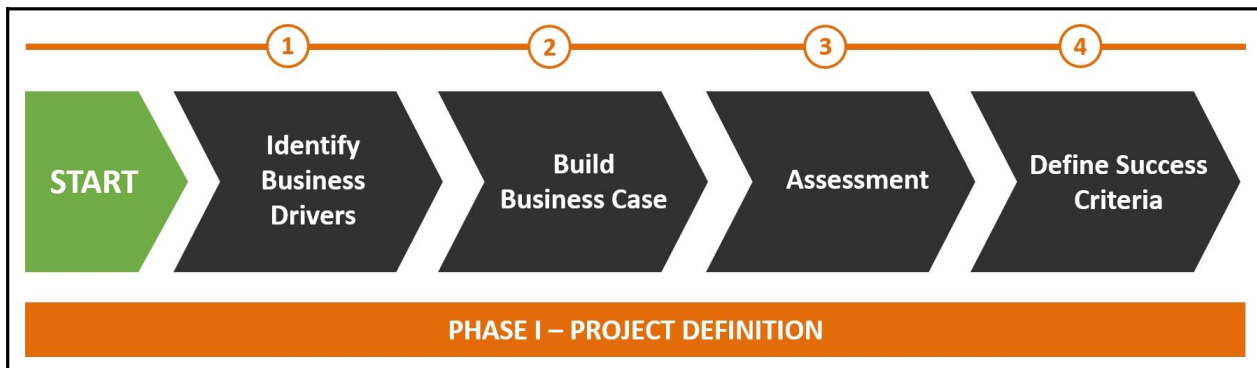 1
2
3
4
START
Identify
Business
Drivers
Build
Business Case
Assessment
Define Success
Criteria
PHASE I – PROJECT DEFINITION